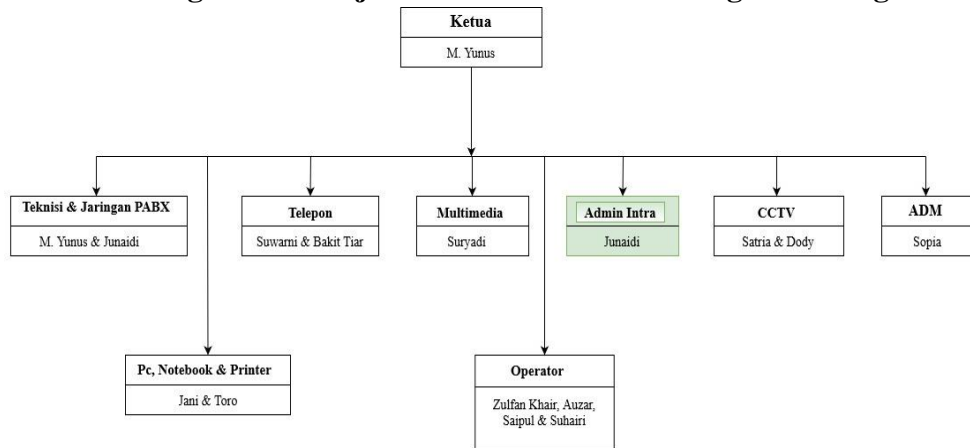 Ketua
M. Yunus
Teknisi & Jaringan PABX
M. Yunus & Junaidi
Telepon
Suwarni & Bakit Tiar
Multimedia
Suryadi
Admin Intra
Junaidi
CCTV
Satria & Dody
ADM
Sopia
Pc, Notebook & Printer
Jani & Toro
Operator
Zulfan Khair, Auzar,
Saipul & Suhairi